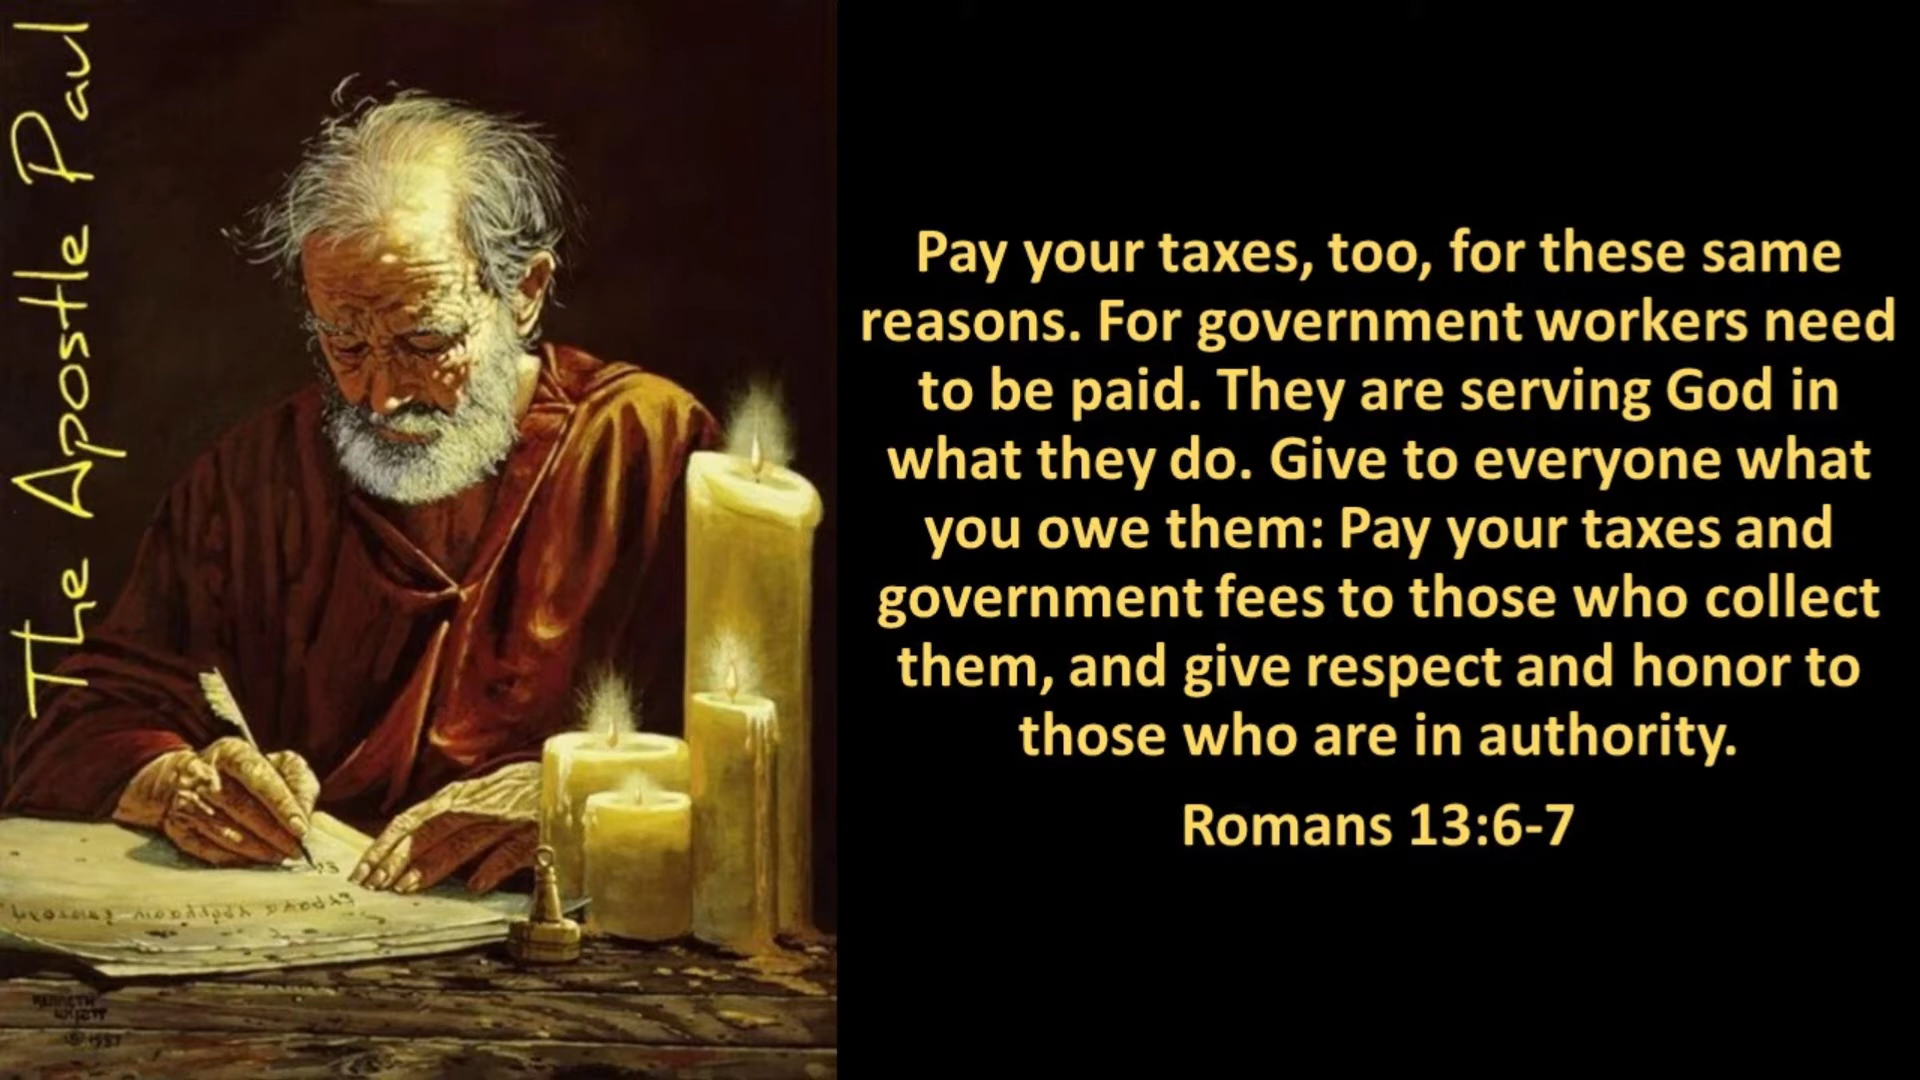 The Apostle Paul
Pay your taxes, too, for these same
reasons. For government workers need
to be paid. They are serving God in
what they do. Give to everyone what
you owe them: Pay your taxes and
government fees to those who collect
them, and give respect and honor to
those who are in authority.
Romans 13:6-7
KENNETH
WYATT